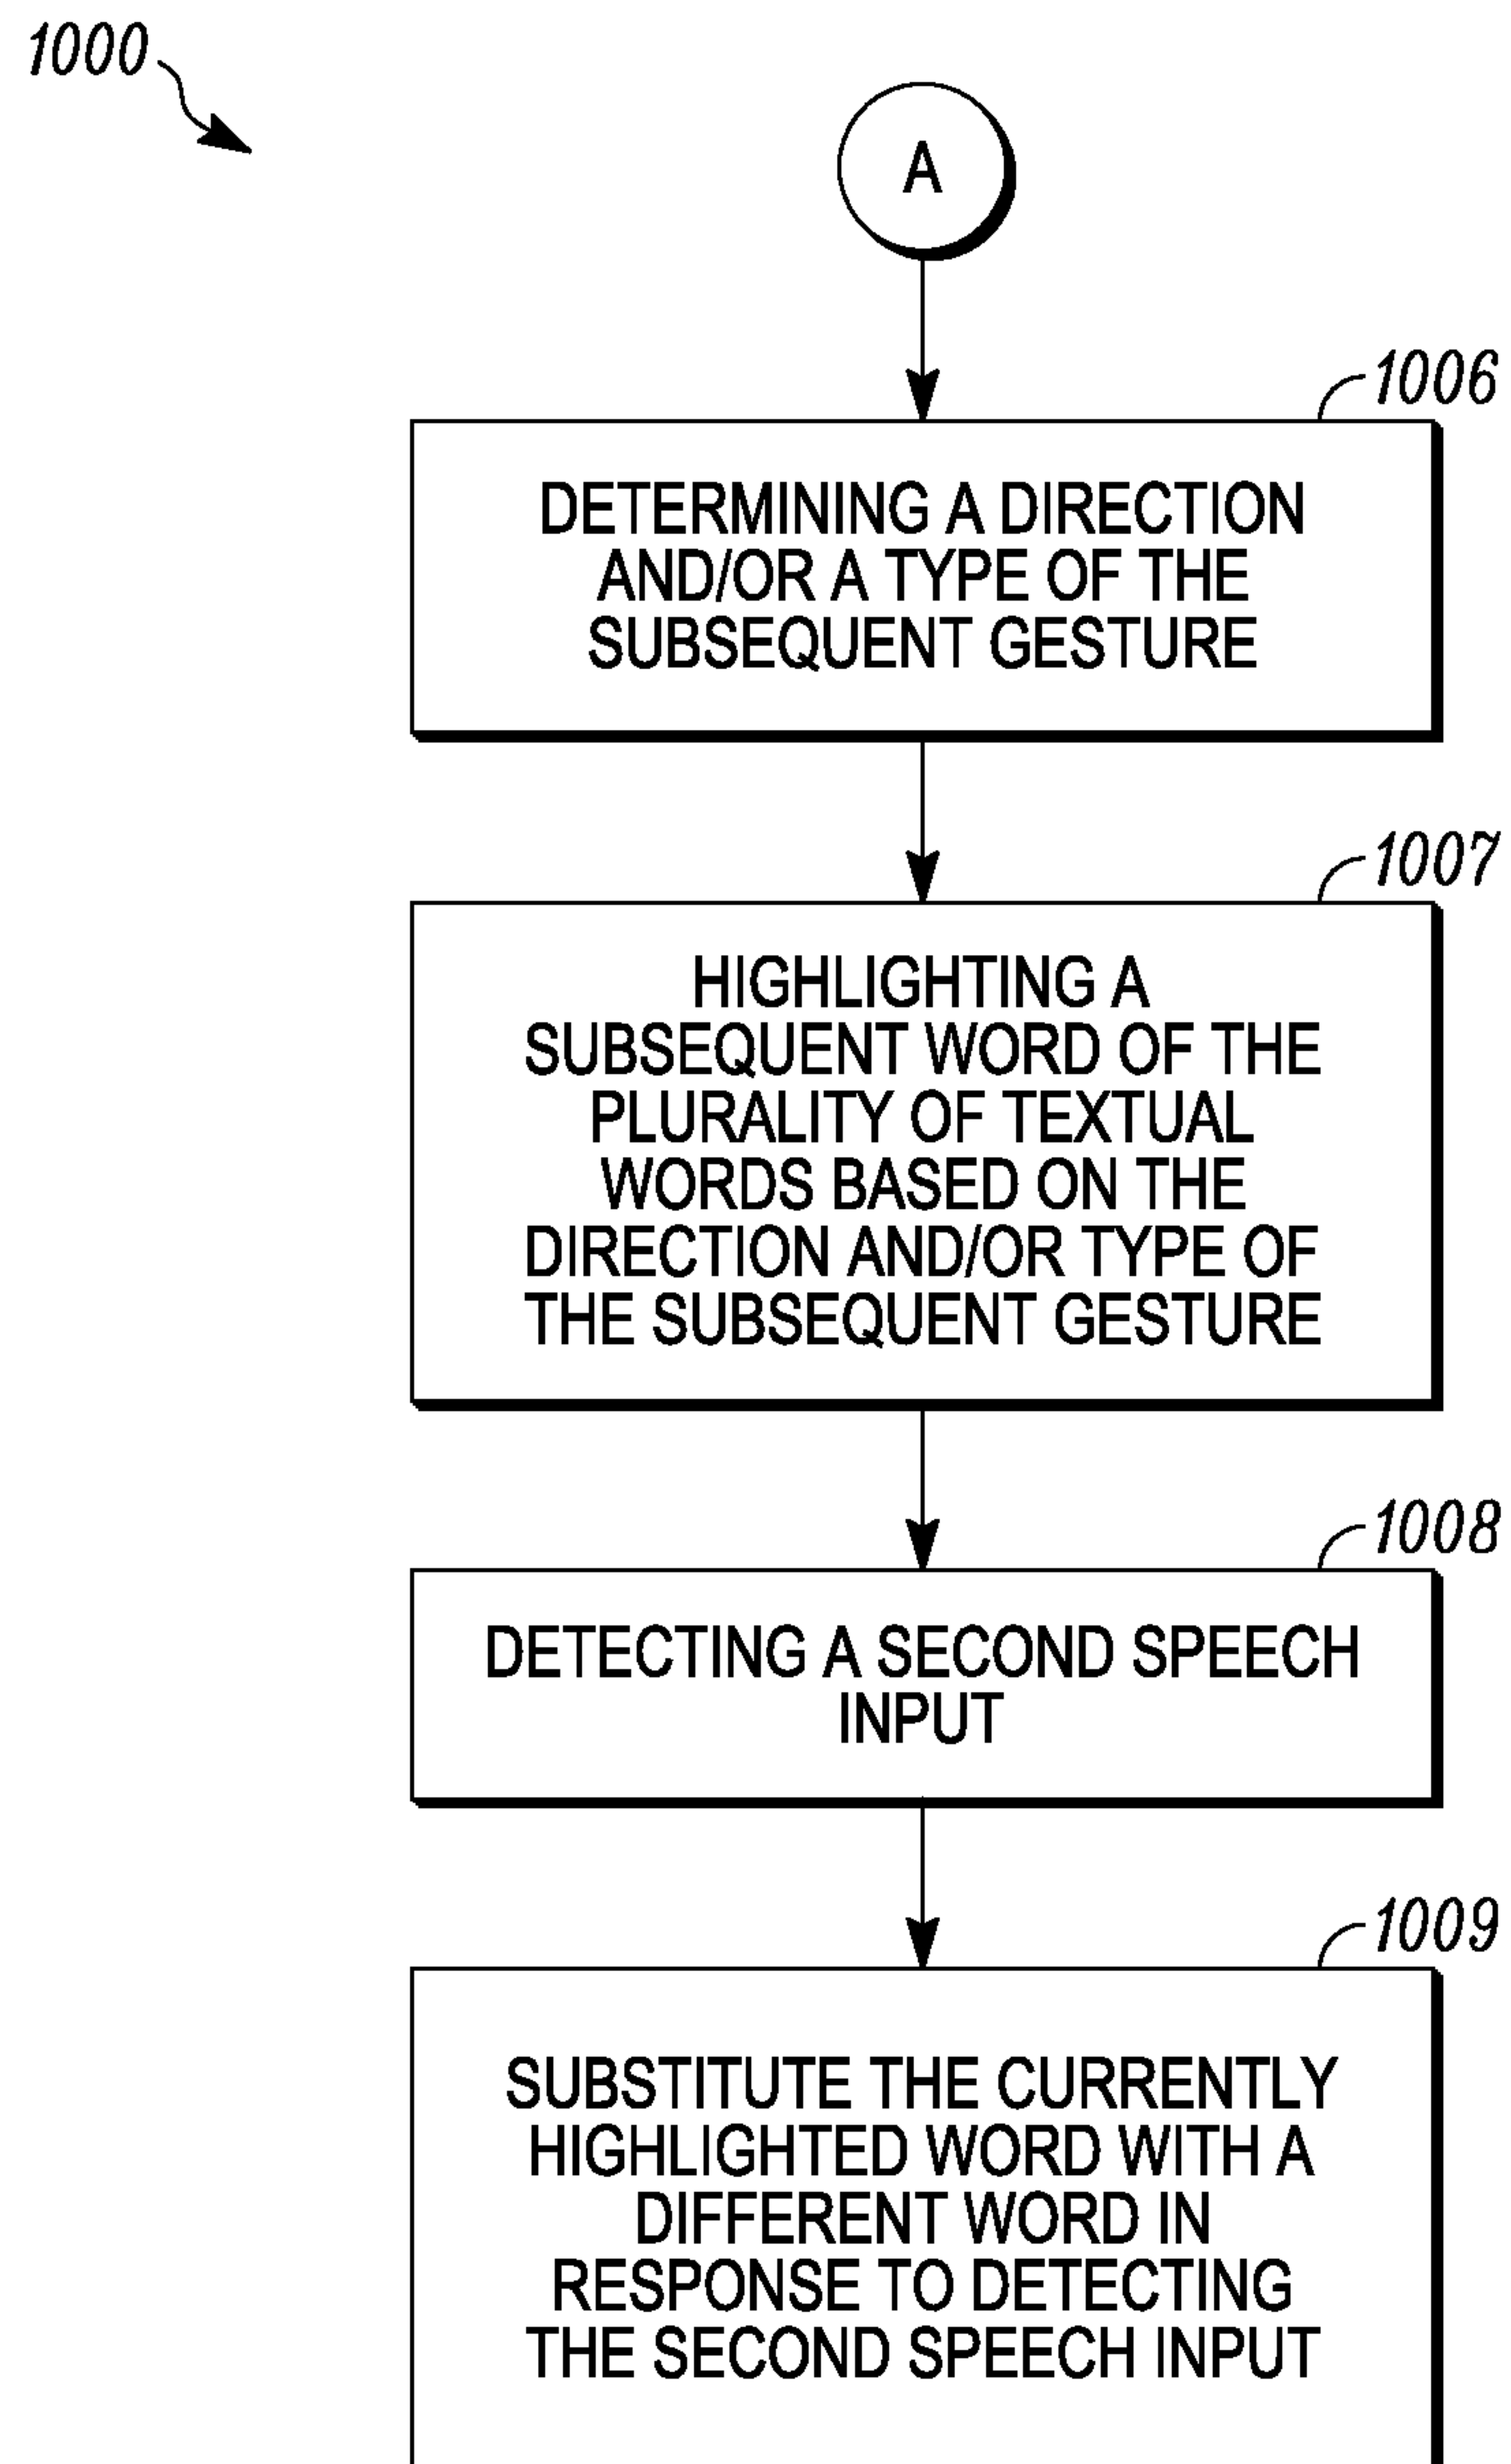 1000
A
1006
DETERMINING A DIRECTION
AND/OR A TYPE OF THE
SUBSEQUENT GESTURE
1007
HIGHLIGHTING A
SUBSEQUENT WORD OF THE
PLURALITY OF TEXTUAL
WORDS BASED ON THE
DIRECTION AND/OR TYPE OF
THE SUBSEQUENT GESTURE
1008
DETECTING A SECOND SPEECH
INPUT
1009
SUBSTITUTE THE CURRENTLY
HIGHLIGHTED WORD WITH A
DIFFERENT WORD IN
RESPONSE TO DETECTING
THE SECOND SPEECH INPUT